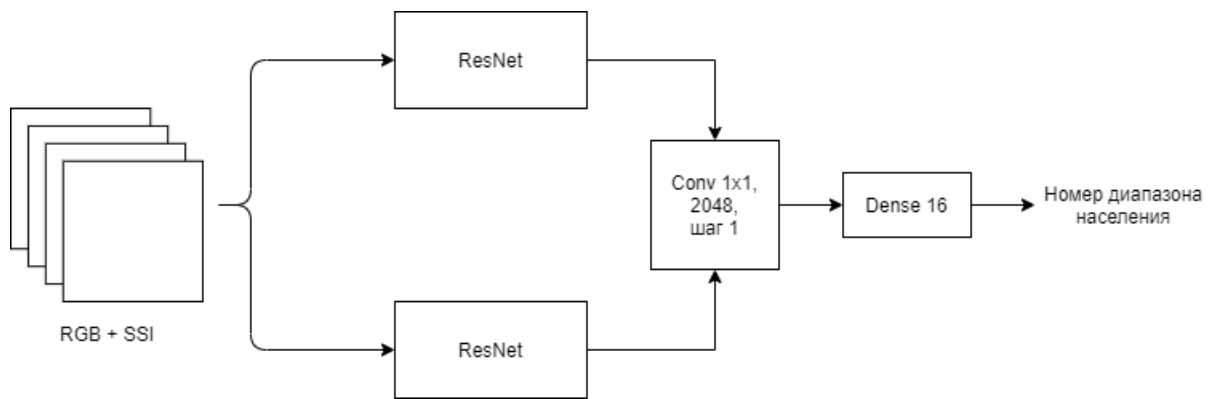 ResNet
RGB + SSI
ResNet
Conv 1x1,
2048,
шаг 1
Dense 16
Номер диапазона
населения